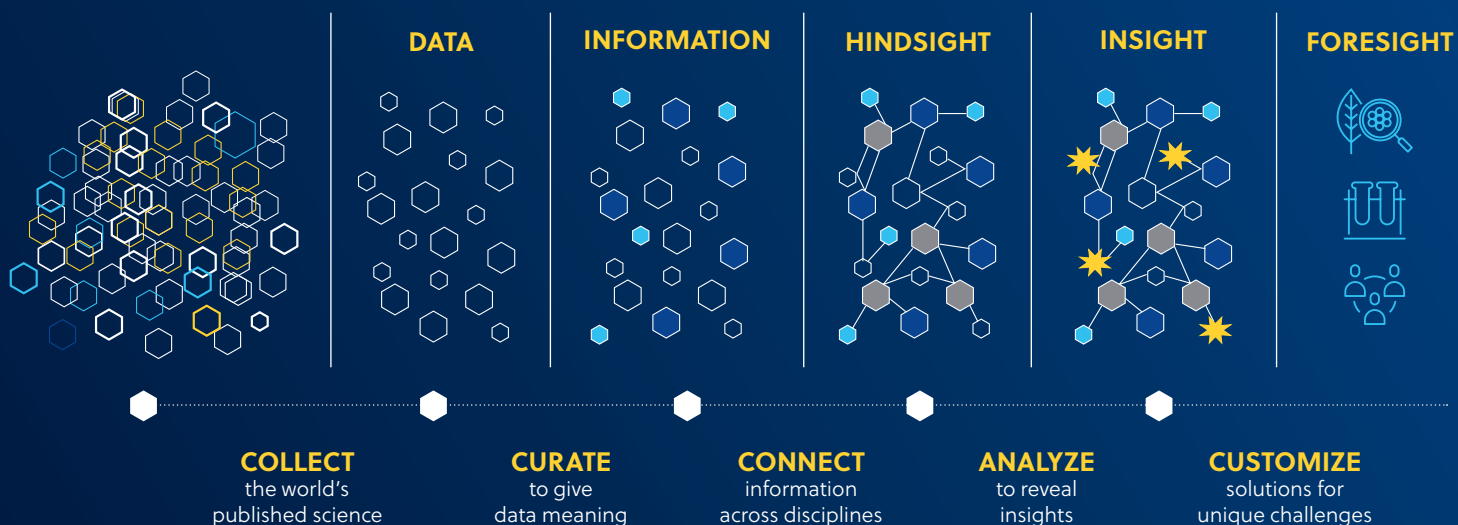 DATA
INFORMATION
HINDSIGHT
INSIGHT
FORESIGHT
COLLECT
the world's
published science
CURATE
to give
data meaning
CONNECT
information
across disciplines
ANALYZE
to reveal
insights
CUSTOMIZE
solutions for
unique challenges